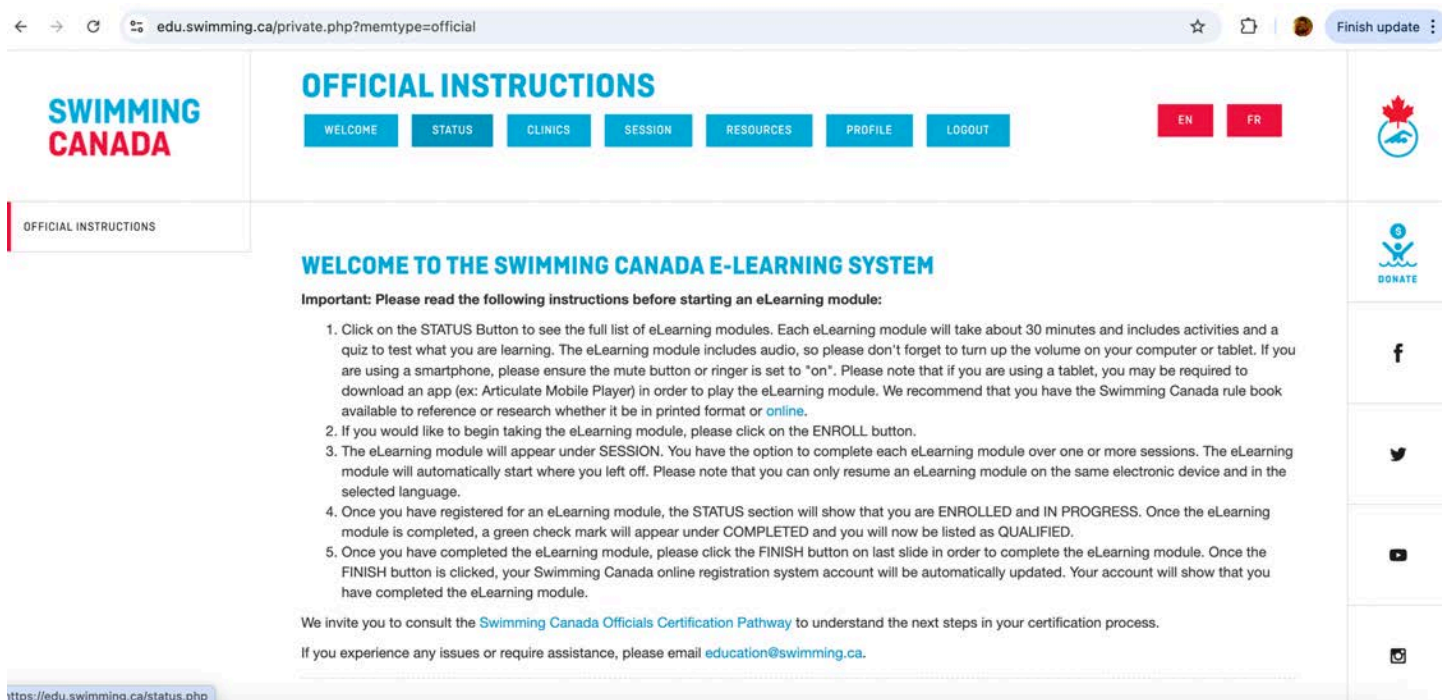 edu.swimming.ca/private.php?memtype=official
Finish update
SWIMMING
CANADA
OFFICIAL INSTRUCTIONS
WELCOME
STATUS
CLINICS
SESSION
RESOURCES
PROFILE
LOGOUT
EN
FR
OFFICIAL INSTRUCTIONS
DONATE
WELCOME TO THE SWIMMING CANADA E-LEARNING SYSTEM
Important: Please read the following instructions before starting an eLearning module:
1. Click on the STATUS Button to see the full list of eLearning modules. Each eLearning module will take about 30 minutes and includes activities and a
quiz to test what you are learning. The eLearning module includes audio, so please don't forget to turn up the volume on your computer or tablet. If you
are using a smartphone, please ensure the mute button or ringer is set to "on". Please note that if you are using a tablet, you may be required to
download an app (ex: Articulate Mobile Player) in order to play the eLearning module. We recommend that you have the Swimming Canada rule book
available to reference or research whether it be in printed format or online.
2. If you would like to begin taking the eLearning module, please click on the ENROLL button.
3. The eLearning module will appear under SESSION. You have the option to complete each eLearning module over one or more sessions. The eLearning
module will automatically start where you left off. Please note that you can only resume an eLearning module on the same electronic device and in the
selected language.
4. Once you have registered for an eLearning module, the STATUS section will show that you are ENROLLED and IN PROGRESS. Once the eLearning
module is completed, a green check mark will appear under COMPLETED and you will now be listed as QUALIFIED.
5. Once you have completed the eLearning module, please click the FINISH button on last slide in order to complete the eLearning module. Once the
FINISH button is clicked, your Swimming Canada online registration system account will be automatically updated. Your account will show that you
have completed the eLearning module.
We invite you to consult the Swimming Canada Officials Certification Pathway to understand the next steps in your certification process.
If you experience any issues or require assistance, please email education@swimming.ca.
https://edu.swimming.ca/status.php